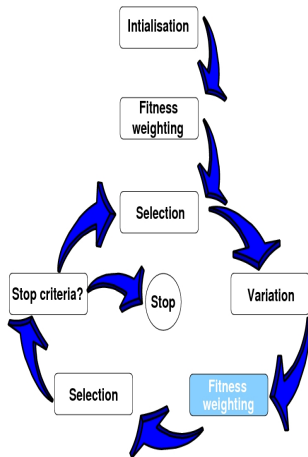 Intialisation
Fitness
weighting
Selection
Stop criteria?
Stop
Variation
Selection
Fitness
weighting